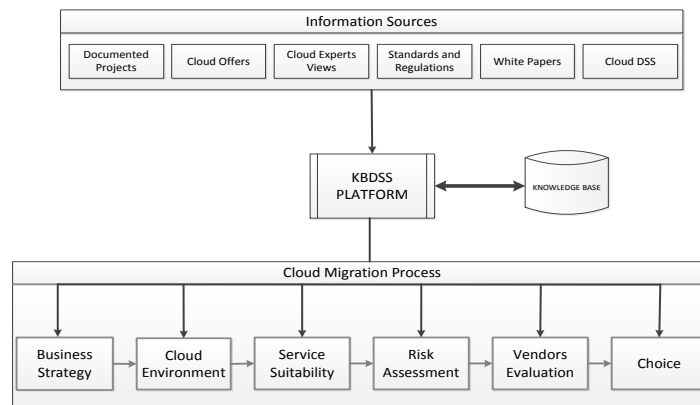 Information Sources
Documented
Projects
Cloud Offers
Cloud Experts
Views
Standards and
Regulations
White Papers
Cloud DSS
KBDSS
PLATFORM
KNOWLEDGE BASE
Cloud Migration Process
Business
Strategy
Cloud
Environment
Service
Suitability
Risk
Assessment
Vendors
Evaluation
Choice